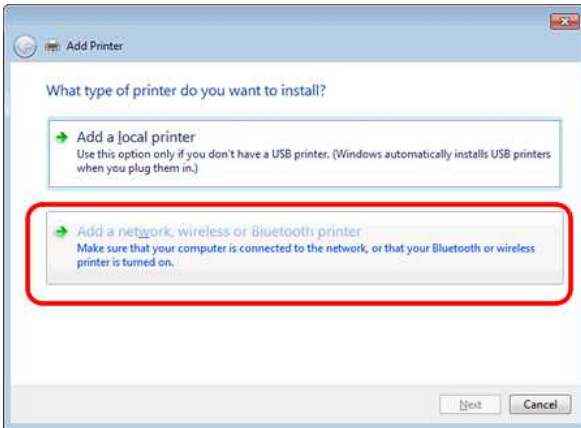 Add Printer
What type of printer do you want to install?
Add a local printer
Use this option only if you don't have a USB printer. (Windows automatically installs USB printers
when you plug them in.)
Add a network, wireless or Bluetooth printer
Make sure that your computer is connected to the network, or that your Bluetooth or wireless
printer is turned on.
Next Cancel